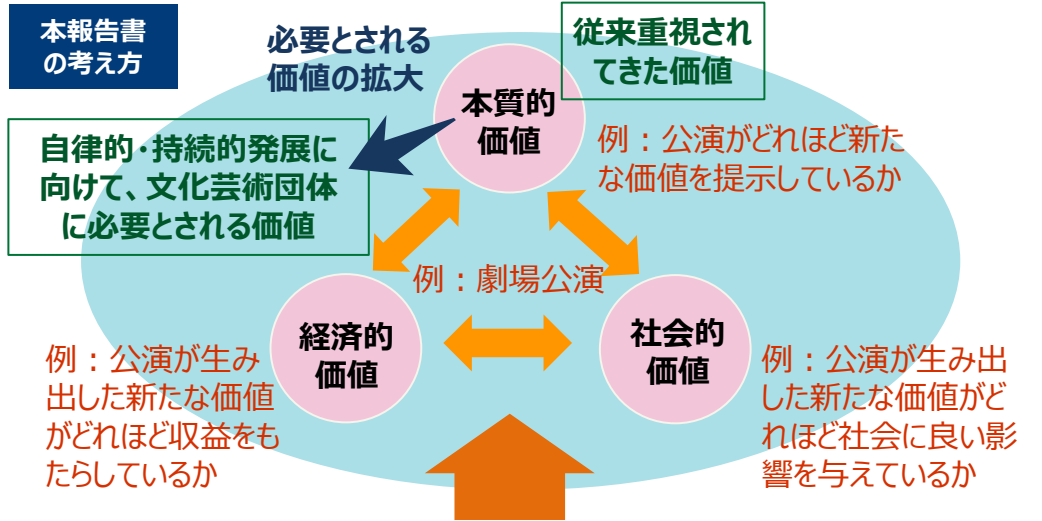 本報告書
の考え方
必要とされる
価値の拡大
従来重視され
てきた価値
本質的
価値
例：公演がどれほど新た
な価値を提示しているか
自律的・持続的発展に
向けて、文化芸術団体
に必要とされる価値
例：劇場公演
経済的
価値
社会的
価値
例：公演が生み
出した新たな価値
がどれほど収益をも
たらしているか
例：公演が生み出
した新たな価値がど
れほど社会に良い影
響を与えているか